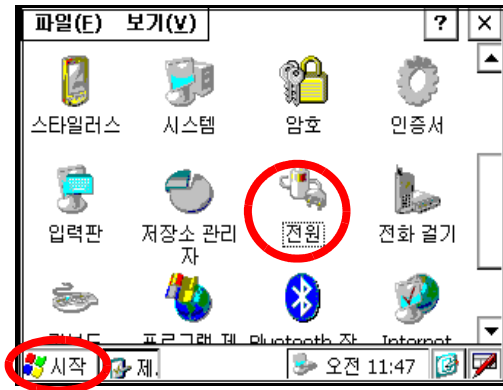 파일(F) 보기(V) ? ×
스타일러스 시스템 암호 인증서
입력판 저장소 관리자 전원 전화 걸기
시작 제. 오전 11:47